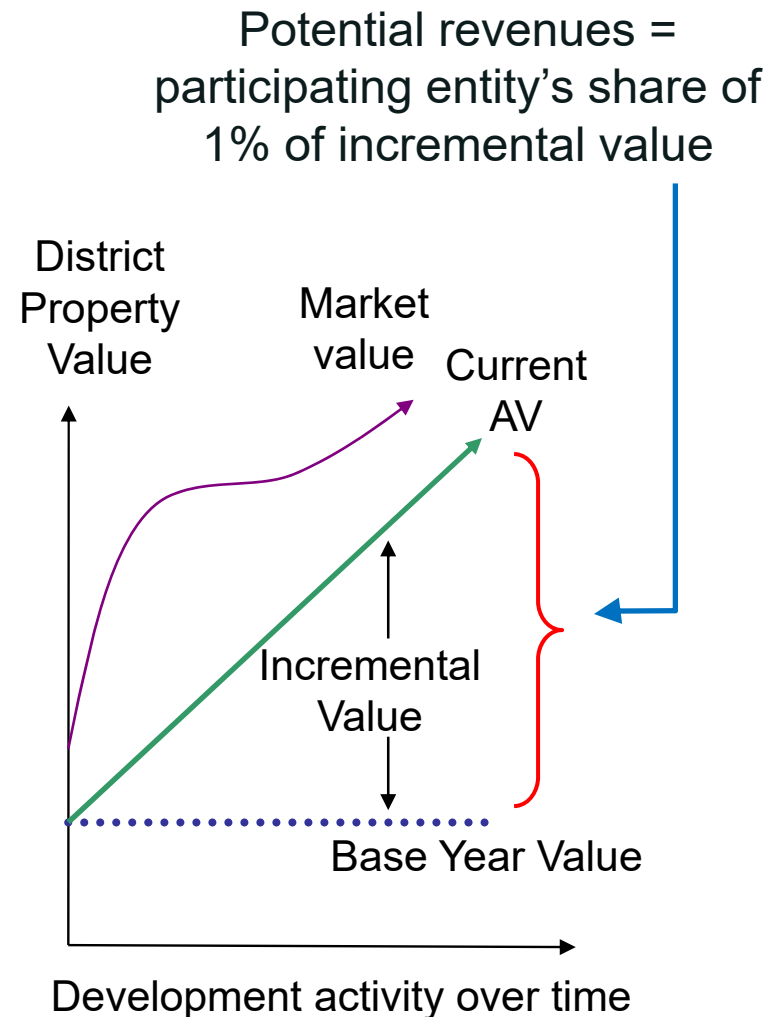 Potential revenues =
participating entity’s share of
1% of incremental value
District
Property
Value
Market
value
Current
AV
Incremental
Value
Base Year Value
Development activity over time